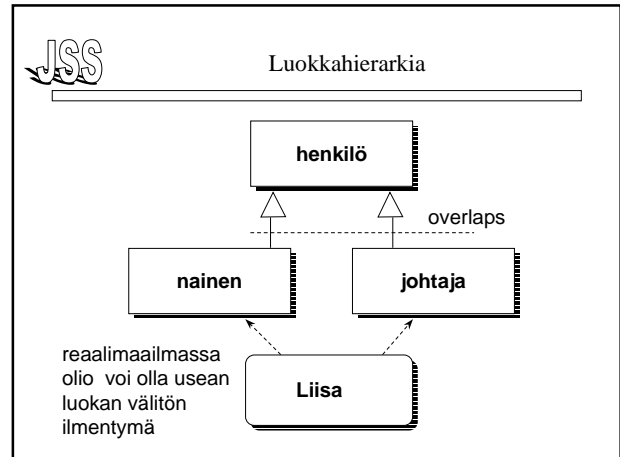 JSS
Luokkahierarkia
henkilö
overlaps
nainen
johtaja
reaalimaailmassa
olio voi olla usean
luokan välitön
ilmentymä
Liisa